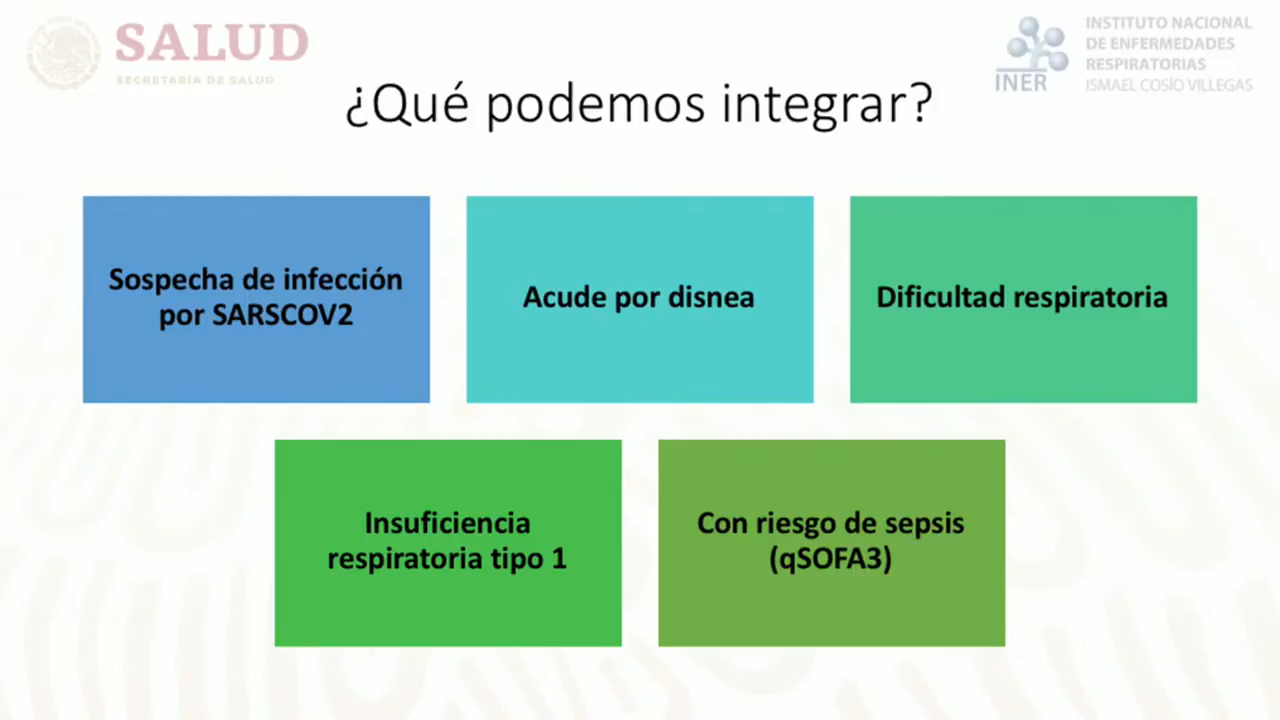 SALUD
SECRETARÍA DE SALUD
INER
INSTITUTO NACIONAL
DE ENFERMEDADES
RESPIRATORIAS
ISMAEL COSÍO VILLEGAS
¿Qué podemos integrar?
Sospecha de infección
por SARSCOV2
Acude por disnea
Dificultad respiratoria
Insuficiencia
respiratoria tipo 1
Con riesgo de sepsis
(qSOFA3)